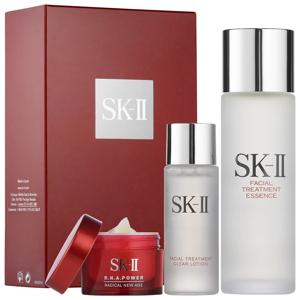 SK-II
SK-II
FACIAL
TREATMENT
ESSENCE
SK-II
FACIAL TREATMENT
CLEAR LOTION
SK-II
R.N.A.POWER
RADICAL NEW AGE